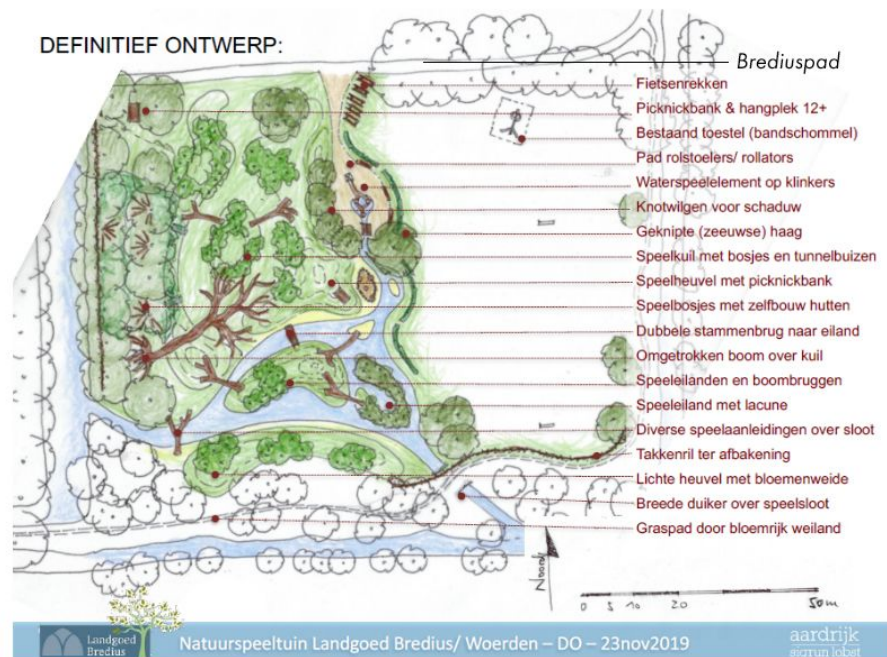 DEFINITIEF ONTWERP:
Brediuspad
Fietsenrekken
Picknickbank & hangplek 12+
Bestaand toestel (bandschommel)
Pad rolstoelers/ rollators
Waterspeelelement op klinkers
Knotwilgen voor schaduw
Geknipte (zeeuwse) haag
Speelkuil met bosjes en tunnelbuizen
Speelheuvel met picknickbank
Speelbosjes met zelfbouw hutten
Dubbele stammenbrug naar eiland
Omgetrokken boom over kuil
Speeleilanden en boombruggen
Speeleiland met lacune
Diverse speelaanleidingen over sloot
Takkenril ter afbakening
Lichte heuvel met bloemenweide
Breede duiker over speelsloot
Graspad door bloemrijk weiland
Noord
0 5 10 20 50m
Landgoed
Bredius
Natuurspeeltuin Landgoed Bredius/ Woerden – DO – 23nov2019
aardrijk
sigrun lobst